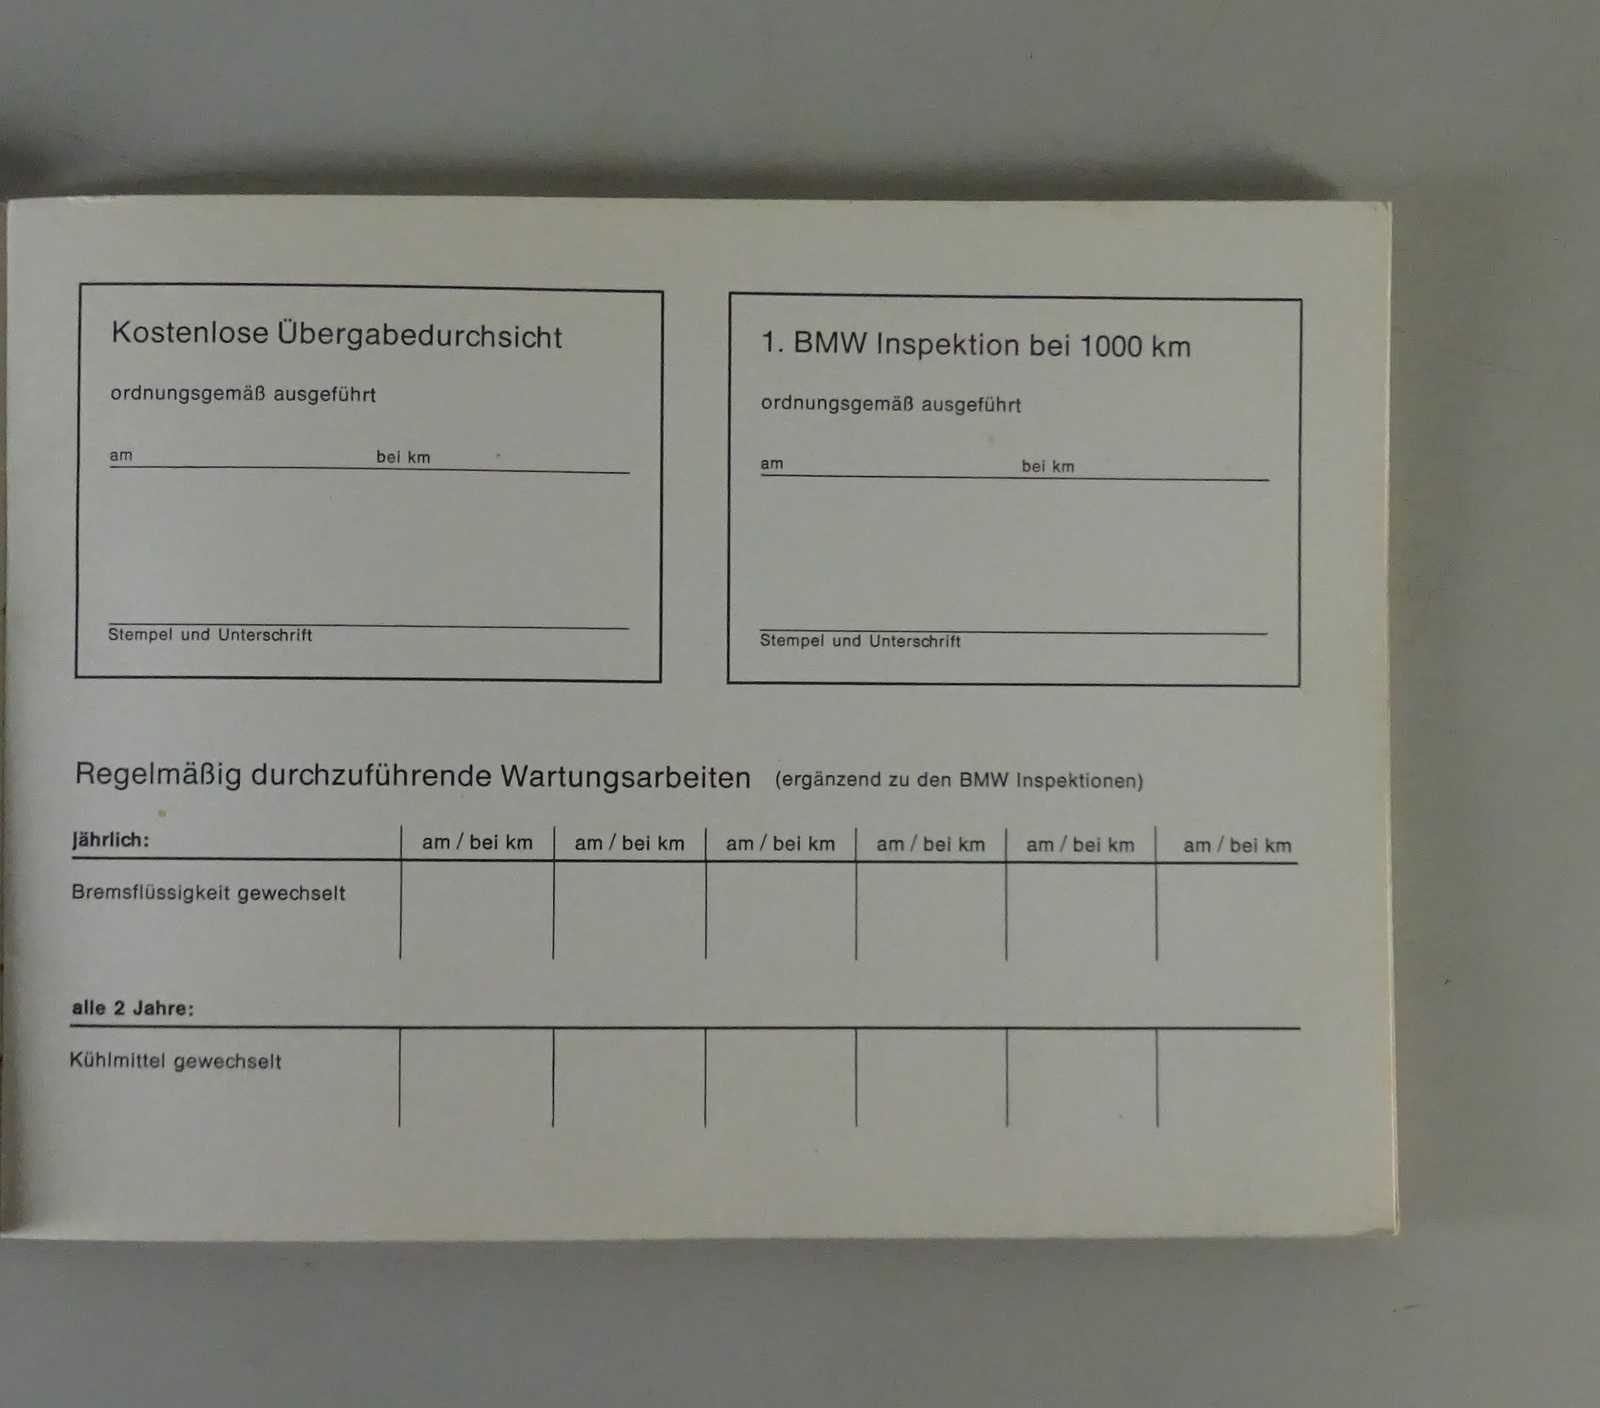 Kostenlose Übergabedurchsicht
ordnungsgemäß ausgeführt
am bei km
Stempel und Unterschrift
1. BMW Inspektion bei 1000 km
ordnungsgemäß ausgeführt
am bei km
Stempel und Unterschrift
Regelmäßig durchzuführende Wartungsarbeiten (ergänzend zu den BMW Inspektionen)
Jährlich: am / bei km am / bei km am / bei km am / bei km am / bei km am / bei km
Bremsflüssigkeit gewechselt
alle 2 Jahre:
Kühlmittel gewechselt